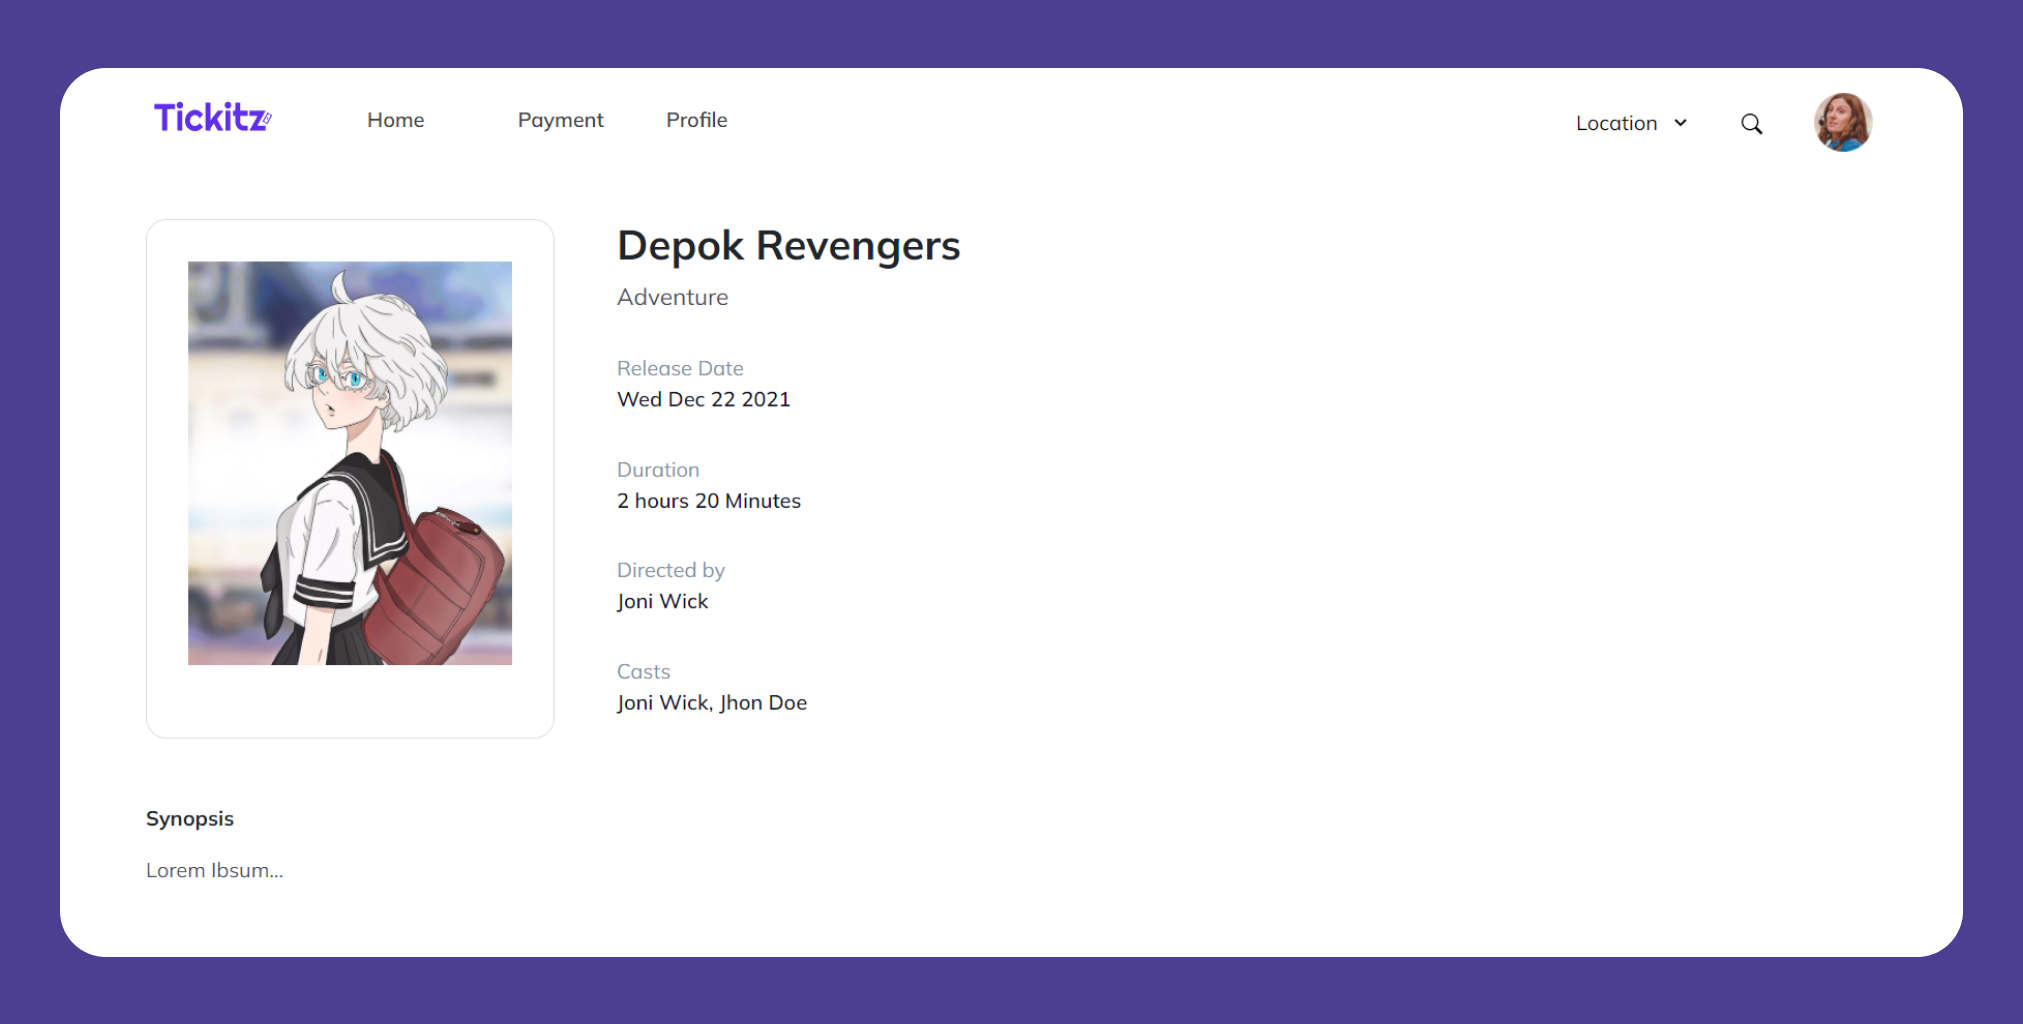 Tickitz
Home Payment Profile
Location
Depok Revengers
Adventure
Release Date
Wed Dec 22 2021
Duration
2 hours 20 Minutes
Directed by
Joni Wick
Casts
Joni Wick, Jhon Doe
Synopsis
Lorem Ibsum...